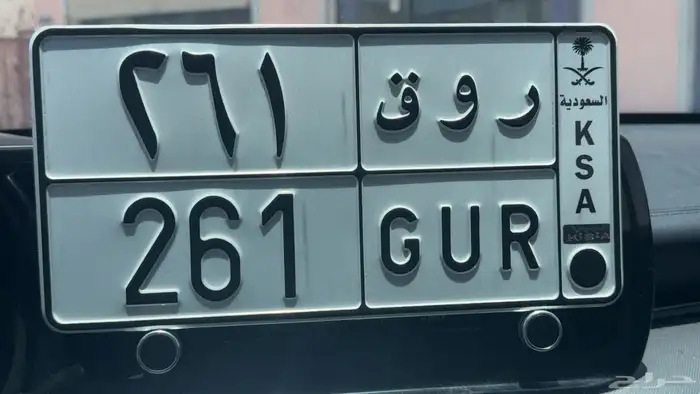 ٢٦١ ر و ق
261 GUR
السعودية
K
S
A
حراج